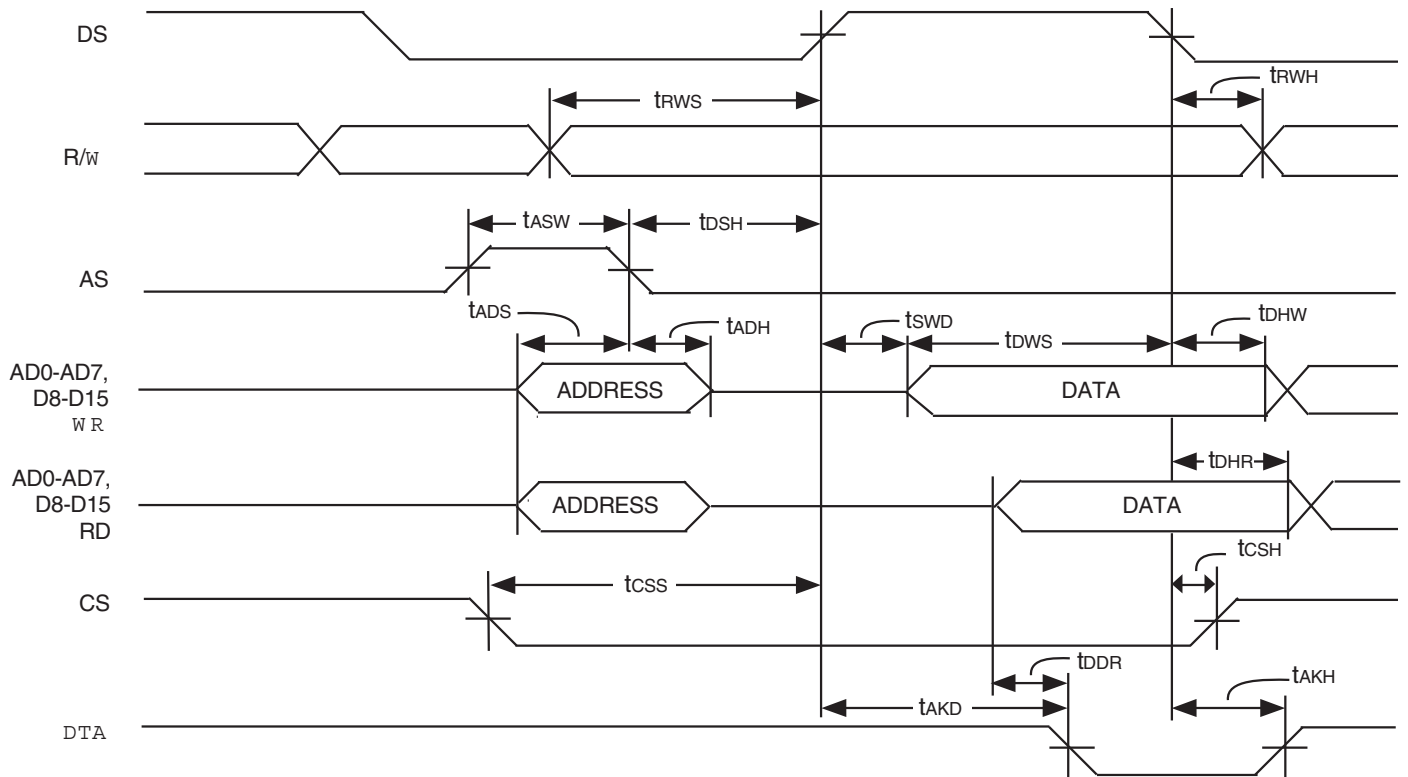 DS
tRWH
tRWS
R/W
tASW
tDSH
AS
tADS
tADH
tSWD
tDWS
tDHW
AD0-AD7,
D8-D15
WR
ADDRESS
DATA
tDHR
AD0-AD7,
D8-D15
RD
ADDRESS
DATA
tCSH
tCSS
CS
tDDR
tAKH
tAKD
DTA